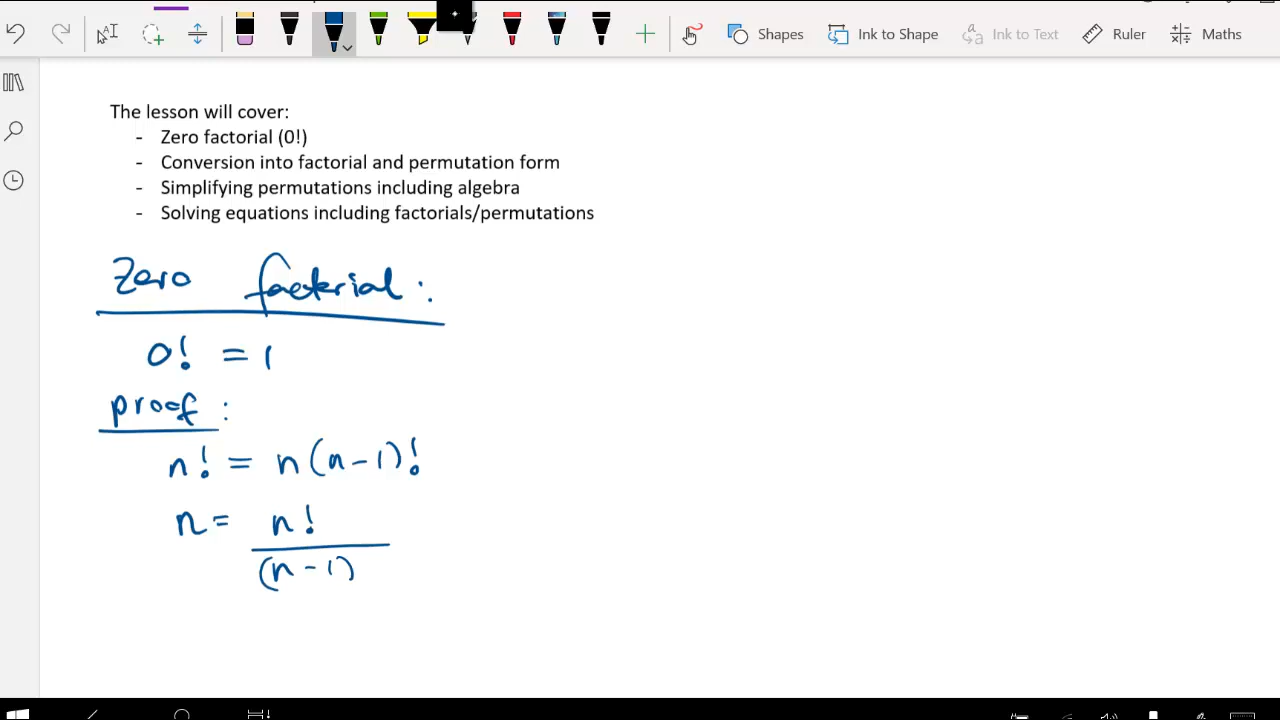 Ink to Shape
Shapes
Ink to Text
Ruler
Maths
The lesson will cover:
- Zero factorial (0!)
- Conversion into factorial and permutation form
- Simplifying permutations including algebra
- Solving equations including factorials/permutations
Zero factorial:
0! = 1
proof:
n! = n(n-1)!
n = n!
(n-1)